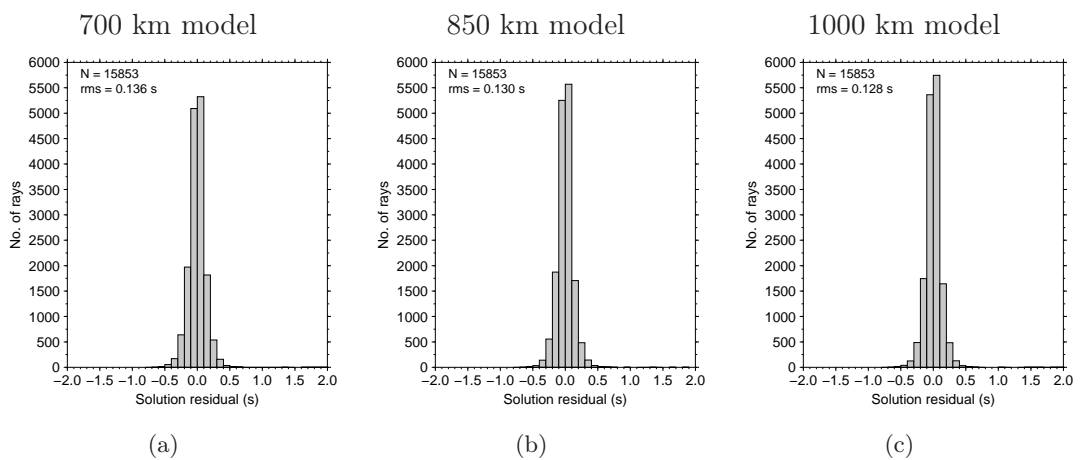 700 km model
850 km model
1000 km model
N = 15853
rms = 0.136 s
6000
5500
5000
4500
4000
3500
3000
2500
2000
1500
1000
500
0
No. of rays
−2.0 −1.5 −1.0 −0.5 0.0 0.5 1.0 1.5 2.0
Solution residual (s)
(a)
N = 15853
rms = 0.130 s
6000
5500
5000
4500
4000
3500
3000
2500
2000
1500
1000
500
0
No. of rays
−2.0 −1.5 −1.0 −0.5 0.0 0.5 1.0 1.5 2.0
Solution residual (s)
(b)
N = 15853
rms = 0.128 s
6000
5500
5000
4500
4000
3500
3000
2500
2000
1500
1000
500
0
No. of rays
−2.0 −1.5 −1.0 −0.5 0.0 0.5 1.0 1.5 2.0
Solution residual (s)
(c)